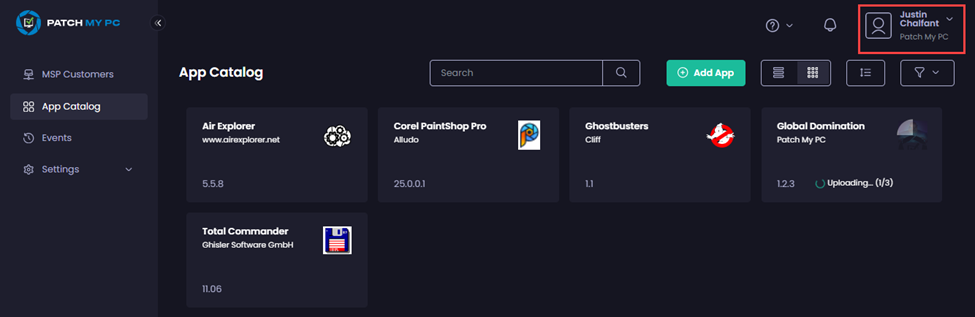 PATCH MY PC
Justin
Chalfant
Patch My PC
MSP Customers
App Catalog
Events
Settings
App Catalog
Search
Add App
Air Explorer
www.airexplorer.net
5.5.8
Corel PaintShop Pro
Alludo
25.0.0.1
Ghostbusters
Cliff
1.1
Global Domination
Patch My PC
1.2.3
Uploading... (1/3)
Total Commander
Ghisler Software GmbH
11.06